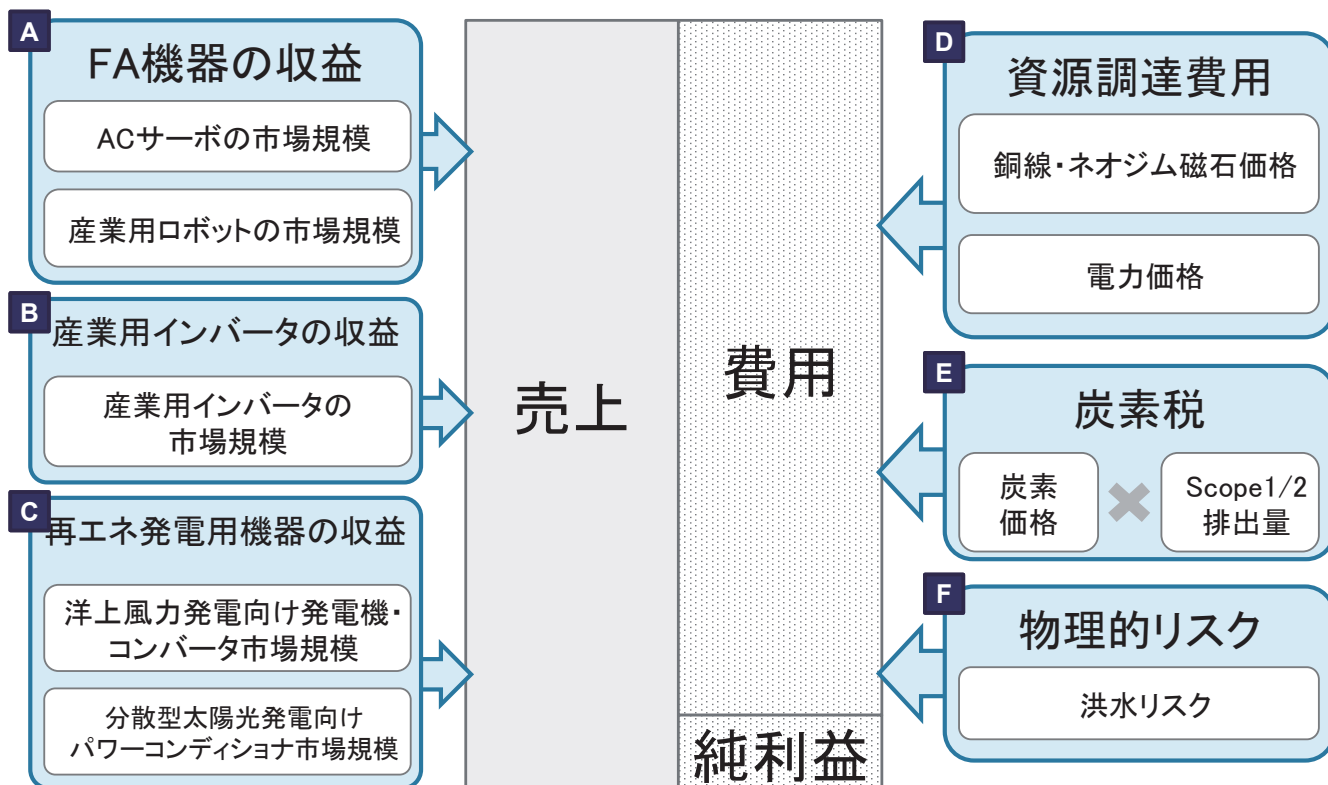 A
FA機器の収益
ACサーボの市場規模
産業用ロボットの市場規模
B
産業用インバータの収益
産業用インバータの
市場規模
C
再エネ発電用機器の収益
洋上風力発電向け発電機・
コンバータ市場規模
分散型太陽光発電向け
パワーコンディショナ市場規模
売上
費用
純利益
D
資源調達費用
銅線・ネオジム磁石価格
電力価格
E
炭素税
炭素
価格
Scope1/2
排出量
F
物理的リスク
洪水リスク